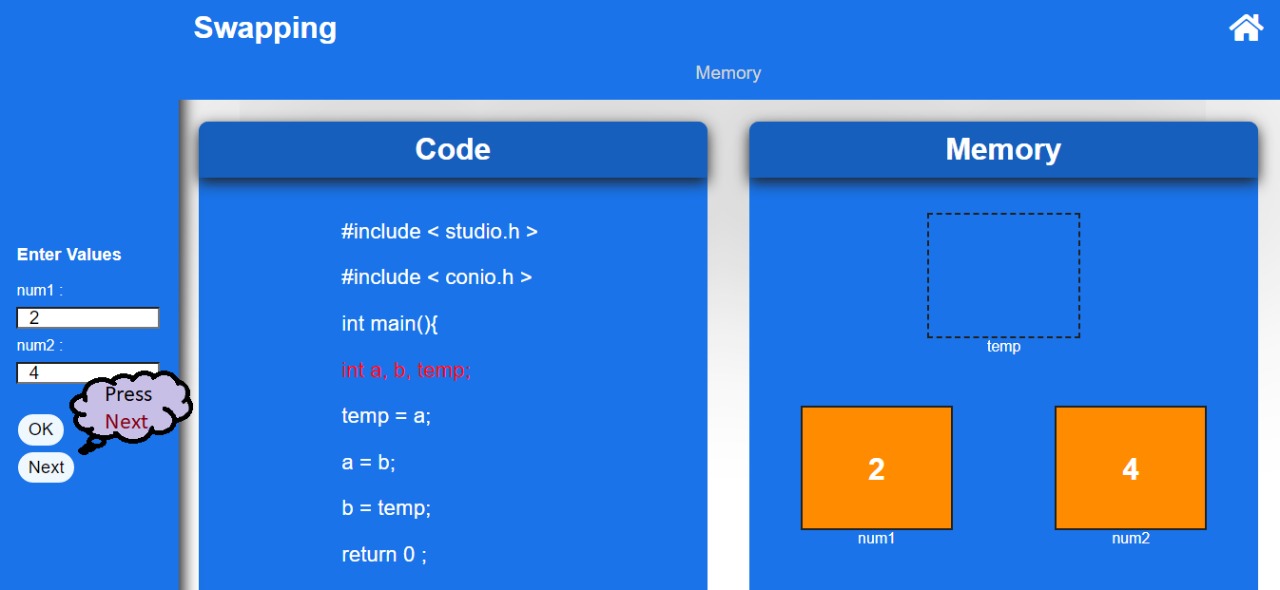 Swapping
Memory
Enter Values
num1 :
2
num2 :
4
Press
Next
OK
Next
Code
#include < studio.h >
#include < conio.h >
int main(){
int a, b, temp;
temp = a;
a = b;
b = temp;
return 0 ;
Memory
temp
2
4
num1
num2